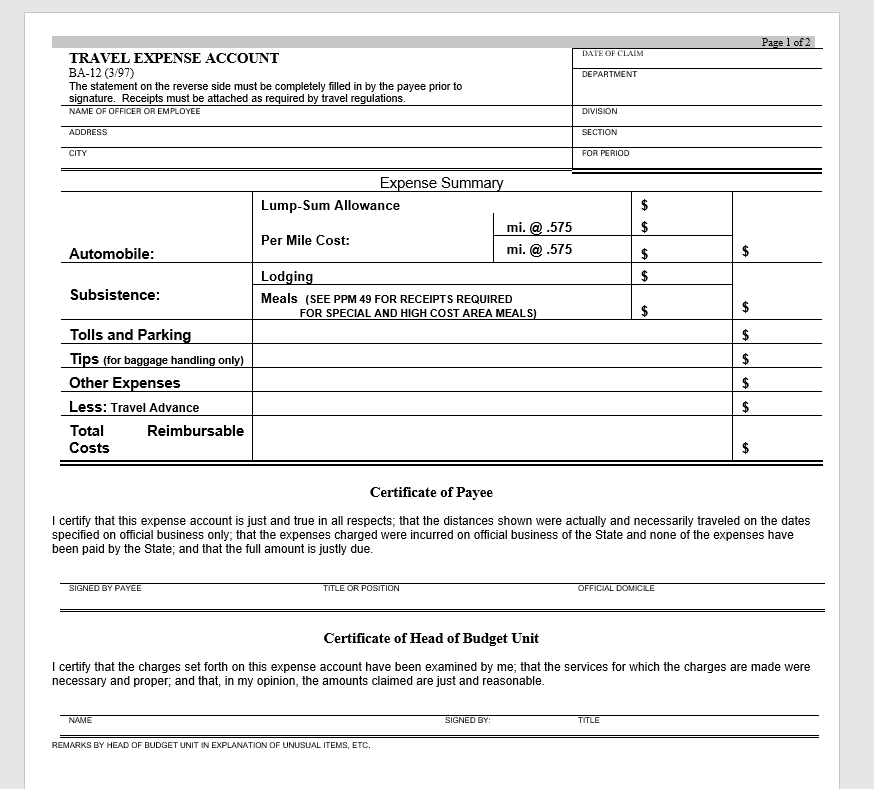 Page 1 of 2
TRAVEL EXPENSE ACCOUNT
BA-12 (3/97)
The statement on the reverse side must be completely filled in by the payee prior to
signature. Receipts must be attached as required by travel regulations.
DATE OF CLAIM
DEPARTMENT
NAME OF OFFICER OR EMPLOYEE
DIVISION
ADDRESS
SECTION
CITY
FOR PERIOD
Expense Summary
Automobile:
Lump-Sum Allowance $
Per Mile Cost:
mi. @ .575 $
mi. @ .575 $
$
Subsistence:
Lodging $
Meals (SEE PPM 49 FOR RECEIPTS REQUIRED
FOR SPECIAL AND HIGH COST AREA MEALS) $
$
Tolls and Parking $
Tips (for baggage handling only) $
Other Expenses $
Less: Travel Advance $
Total Reimbursable
Costs $
Certificate of Payee
I certify that this expense account is just and true in all respects; that the distances shown were actually and necessarily traveled on the dates
specified on official business only; that the expenses charged were incurred on official business of the State and none of the expenses have
been paid by the State; and that the full amount is justly due.
SIGNED BY PAYEE TITLE OR POSITION OFFICIAL DOMICILE
Certificate of Head of Budget Unit
I certify that the charges set forth on this expense account have been examined by me; that the services for which the charges are made were
necessary and proper; and that, in my opinion, the amounts claimed are just and reasonable.
NAME SIGNED BY: TITLE
REMARKS BY HEAD OF BUDGET UNIT IN EXPLANATION OF UNUSUAL ITEMS, ETC.